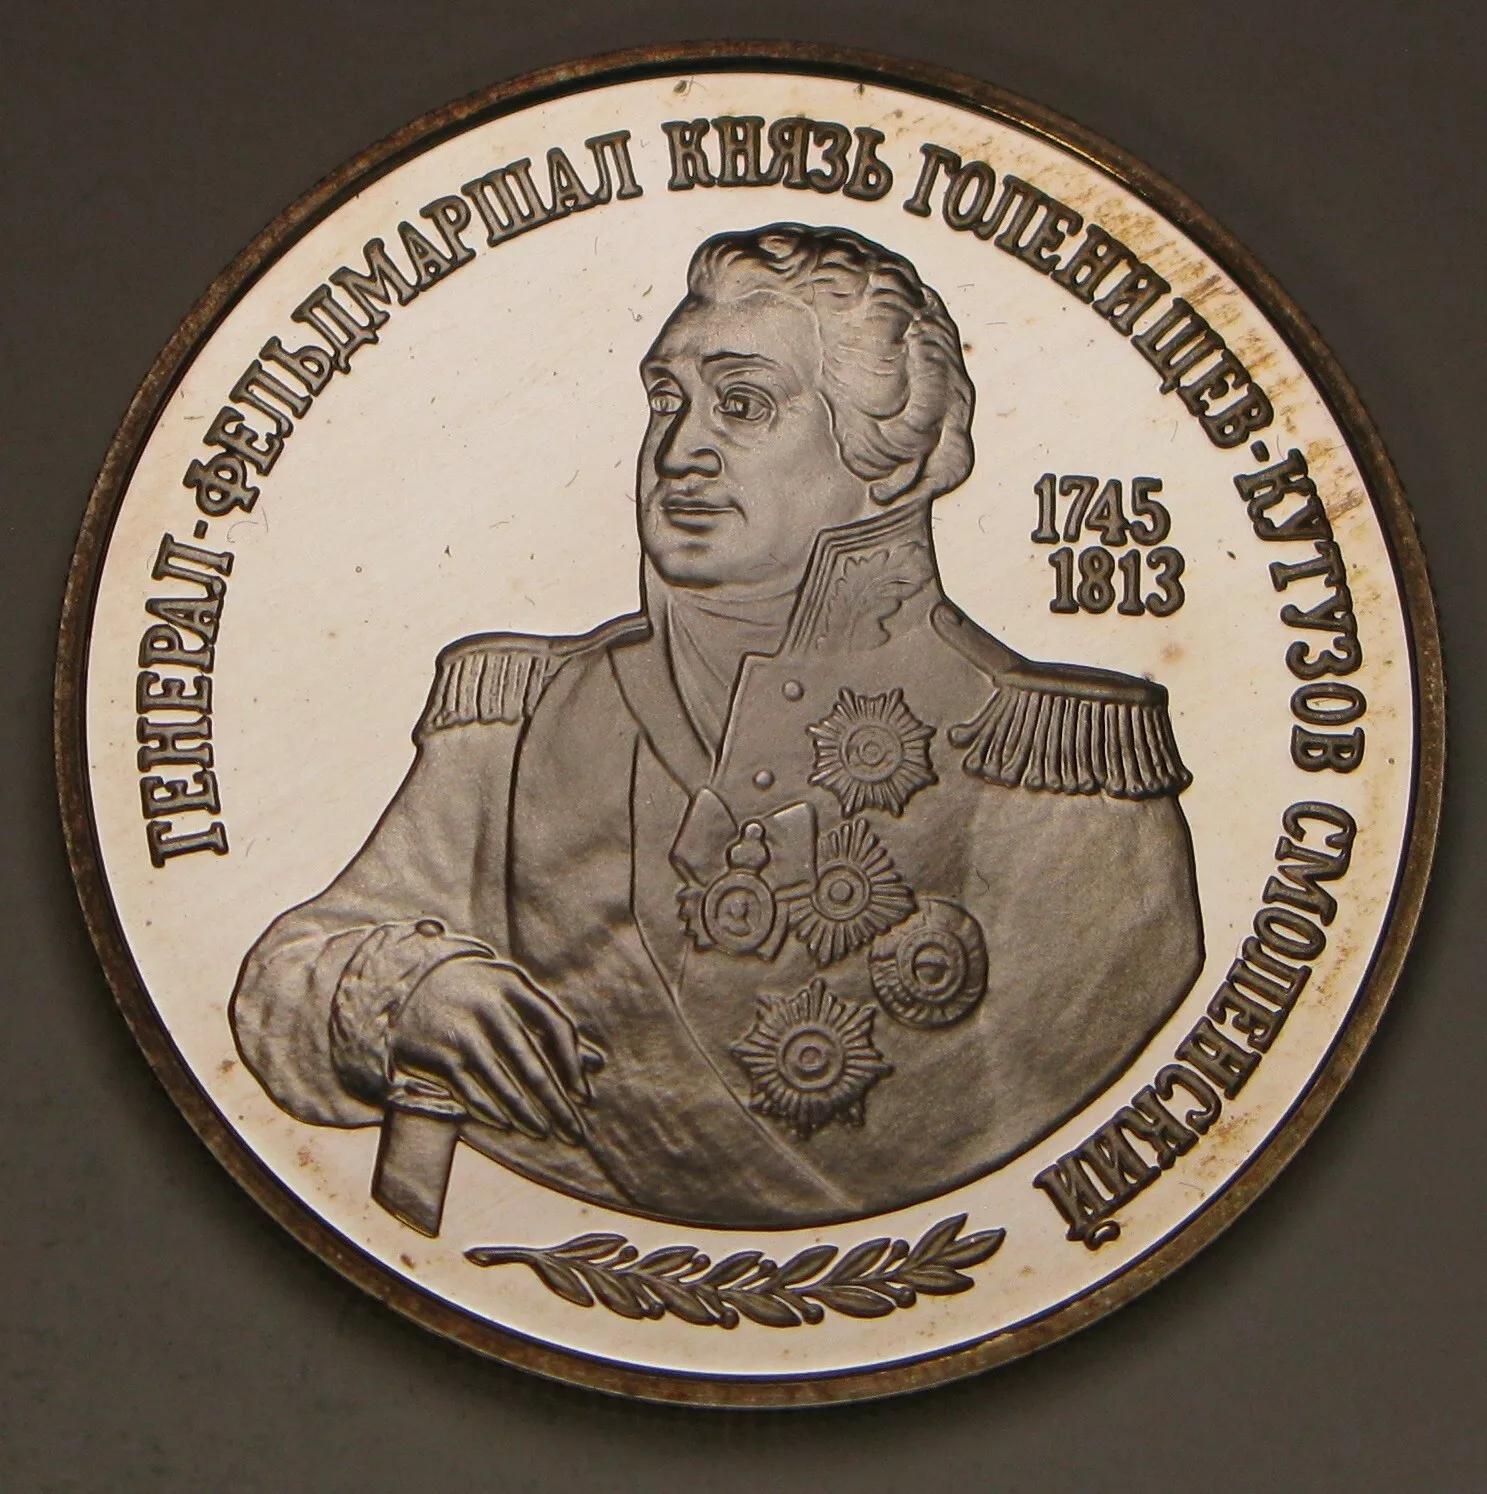 ГЕНЕРАЛ-ФЕЛЬДМАРШАЛ КНЯЗЬ ГОЛЕНИЩЕВ-КУТУЗОВ СМОЛЕНСКИЙ
1745
1813